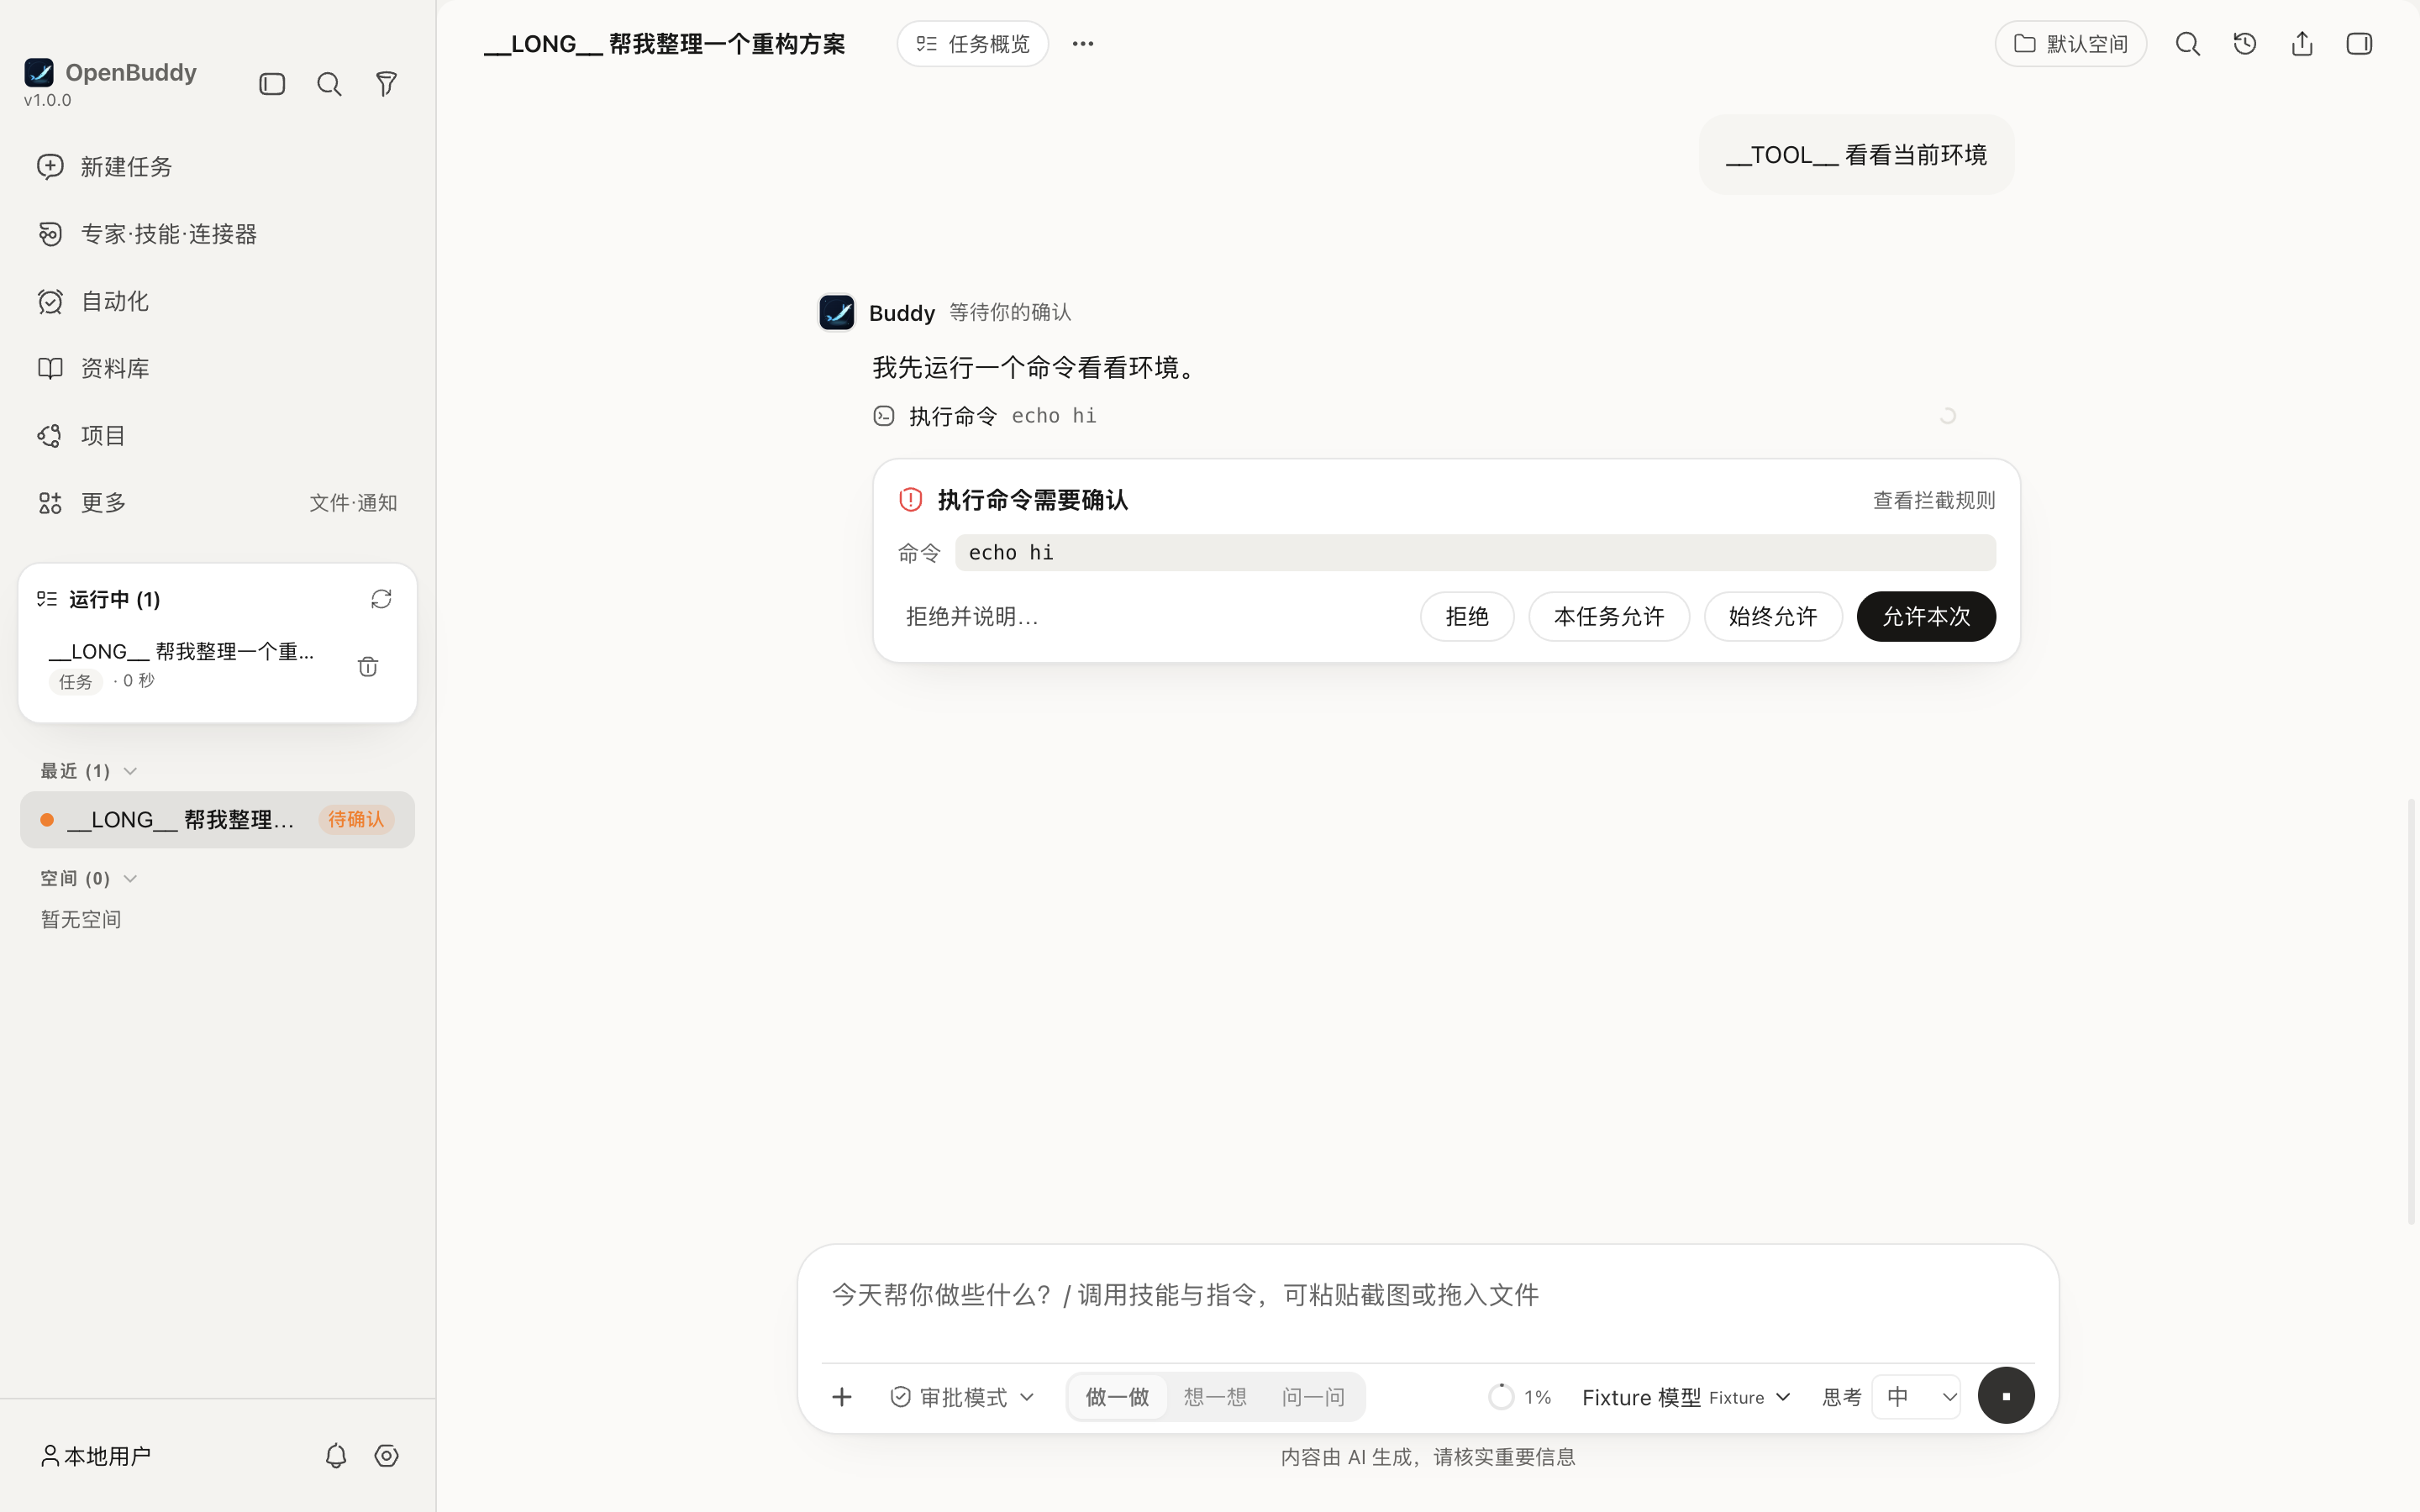 OpenBuddy
v1.0.0
新建任务
专家·技能·连接器
自动化
资料库
项目
更多 文件·通知
运行中 (1)
__LONG__ 帮我整理一个重...
任务 · 0 秒
最近 (1)
__LONG__ 帮我整理... 待确认
空间 (0)
暂无空间
本地用户
__LONG__ 帮我整理一个重构方案 任务概览 默认空间
__TOOL__ 看看当前环境
Buddy 等待你的确认
我先运行一个命令看看环境。
执行命令 echo hi
执行命令需要确认 查看拦截规则
命令 echo hi
拒绝并说明... 拒绝 本任务允许 始终允许 允许本次
今天帮你做些什么？/ 调用技能与指令，可粘贴截图或拖入文件
审批模式 做一做 想一想 问一问 1% Fixture 模型 Fixture 思考 中
内容由 AI 生成，请核实重要信息